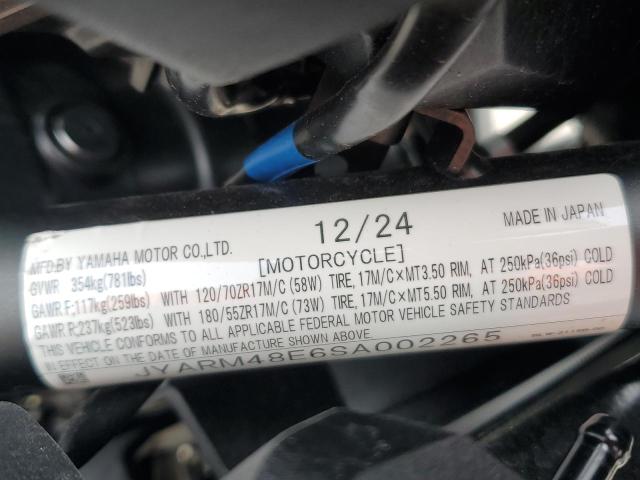 12/24
MADE IN JAPAN
MFD.BY YAMAHA MOTOR CO.,LTD.
[MOTORCYCLE]
GVWR 354kg(781lbs)
GAWR F:117kg(259lbs) WITH 120/70ZR17M/C (58W) TIRE, 17M/C×MT3.50 RIM, AT 250kPa(36psi) COLD
GAWR R:237kg(523lbs) WITH 180/55ZR17M/C (73W) TIRE, 17M/C×MT5.50 RIM, AT 250kPa(36psi) COLD
THIS VEHICLE CONFORMS TO ALL APPLICABLE FEDERAL MOTOR VEHICLE SAFETY STANDARDS
IN EFFECT ON THE DATE OF MANUFACTURE SHOWN ABOVE.
JYARM48E6SA002265